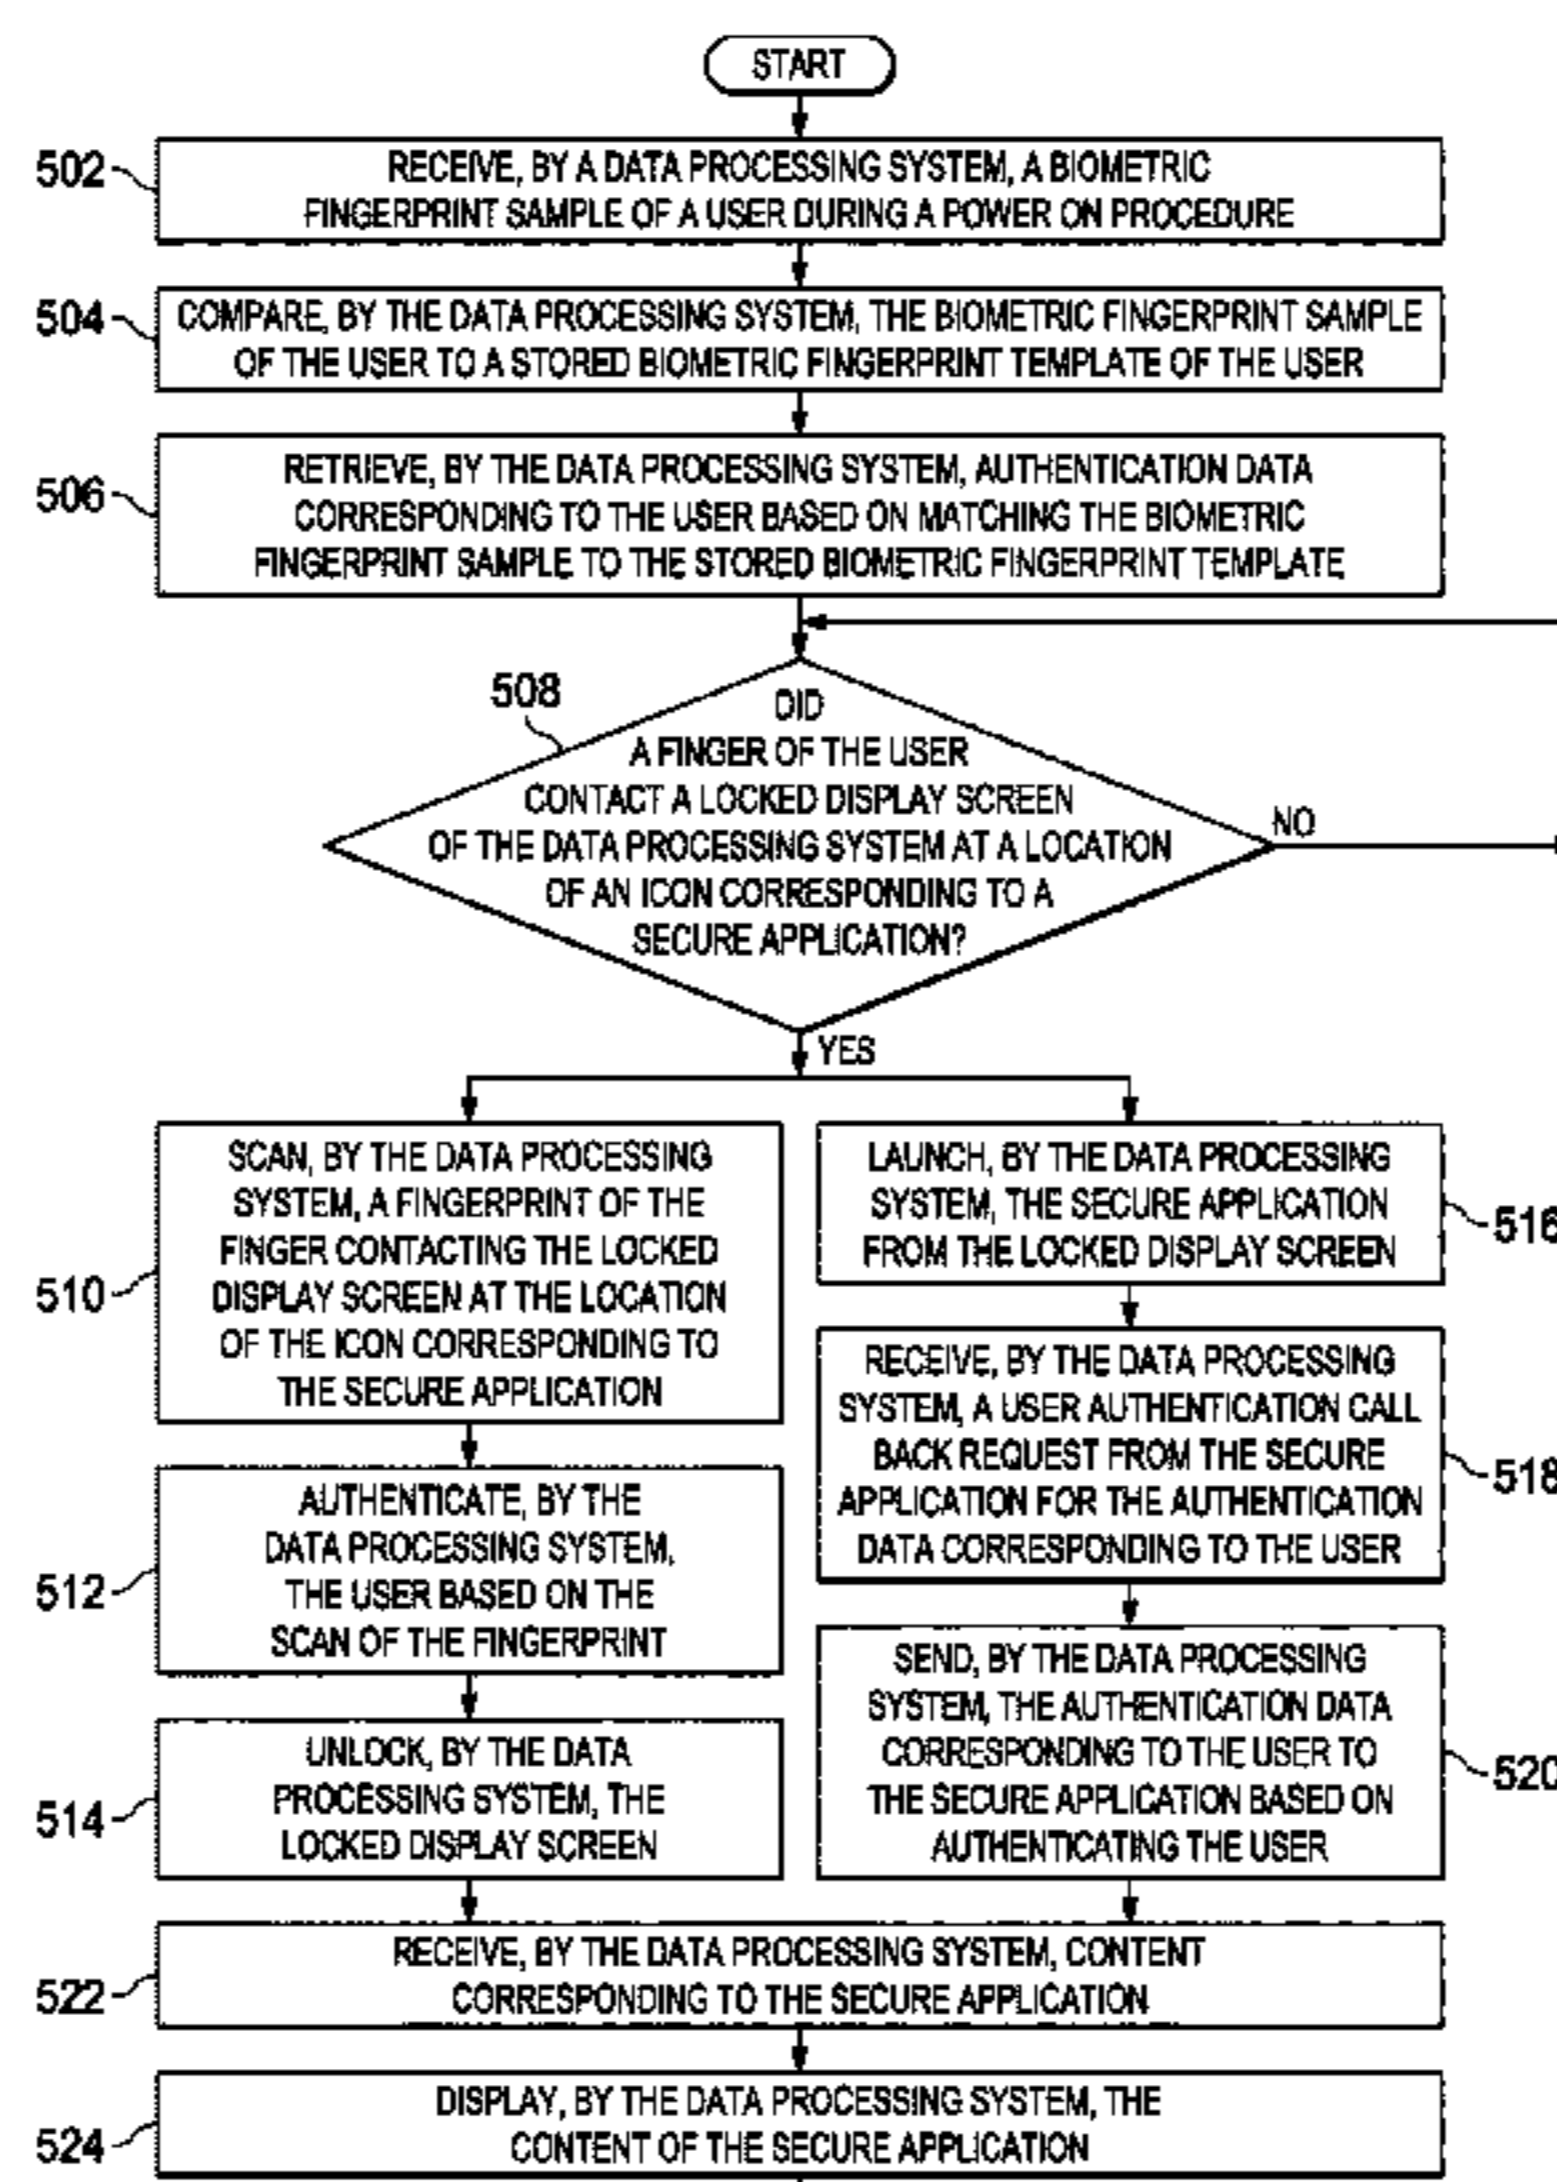 START
502
RECEIVE, BY A DATA PROCESSING SYSTEM, A BIOMETRIC
FINGERPRINT SAMPLE OF A USER DURING A POWER ON PROCEDURE
504
COMPARE, BY THE DATA PROCESSING SYSTEM, THE BIOMETRIC FINGERPRINT SAMPLE
OF THE USER TO A STORED BIOMETRIC FINGERPRINT TEMPLATE OF THE USER
506
RETRIEVE, BY THE DATA PROCESSING SYSTEM, AUTHENTICATION DATA
CORRESPONDING TO THE USER BASED ON MATCHING THE BIOMETRIC
FINGERPRINT SAMPLE TO THE STORED BIOMETRIC FINGERPRINT TEMPLATE
508
DID
A FINGER OF THE USER
CONTACT A LOCKED DISPLAY SCREEN
OF THE DATA PROCESSING SYSTEM AT A LOCATION
OF AN ICON CORRESPONDING TO A
SECURE APPLICATION?
NO
YES
510
SCAN, BY THE DATA PROCESSING
SYSTEM, A FINGERPRINT OF THE
FINGER CONTACTING THE LOCKED
DISPLAY SCREEN AT THE LOCATION
OF THE ICON CORRESPONDING TO
THE SECURE APPLICATION
512
AUTHENTICATE, BY THE
DATA PROCESSING SYSTEM,
THE USER BASED ON THE
SCAN OF THE FINGERPRINT
514
UNLOCK, BY THE DATA
PROCESSING SYSTEM, THE
LOCKED DISPLAY SCREEN
LAUNCH, BY THE DATA PROCESSING
SYSTEM, THE SECURE APPLICATION
FROM THE LOCKED DISPLAY SCREEN
516
RECEIVE, BY THE DATA PROCESSING
SYSTEM, A USER AUTHENTICATION CALL
BACK REQUEST FROM THE SECURE
APPLICATION FOR THE AUTHENTICATION
DATA CORRESPONDING TO THE USER
518
SEND, BY THE DATA PROCESSING
SYSTEM, THE AUTHENTICATION DATA
CORRESPONDING TO THE USER TO
THE SECURE APPLICATION BASED ON
AUTHENTICATING THE USER
520
522
RECEIVE, BY THE DATA PROCESSING SYSTEM, CONTENT
CORRESPONDING TO THE SECURE APPLICATION
524
DISPLAY, BY THE DATA PROCESSING SYSTEM, THE
CONTENT OF THE SECURE APPLICATION